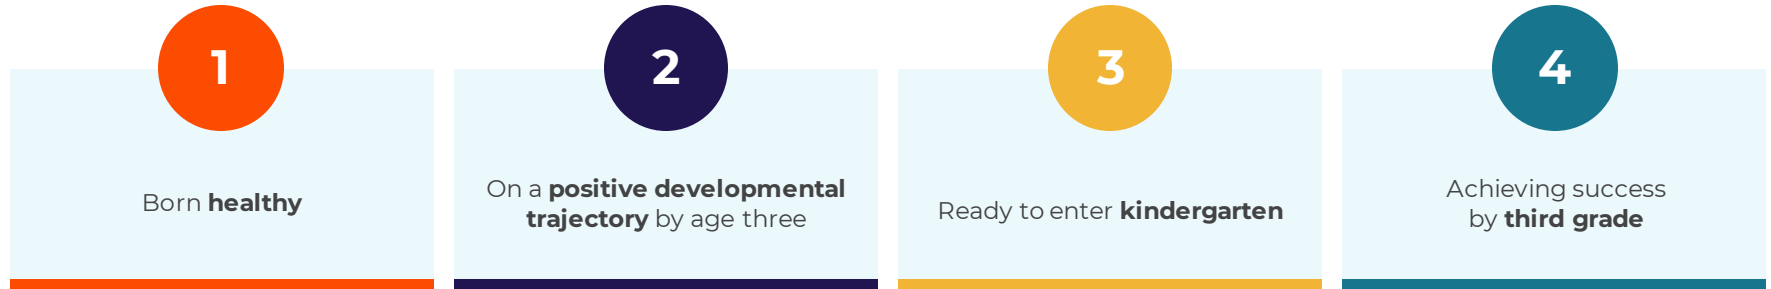 1
Born healthy
2
On a positive developmental
trajectory by age three
3
Ready to enter kindergarten
4
Achieving success
by third grade